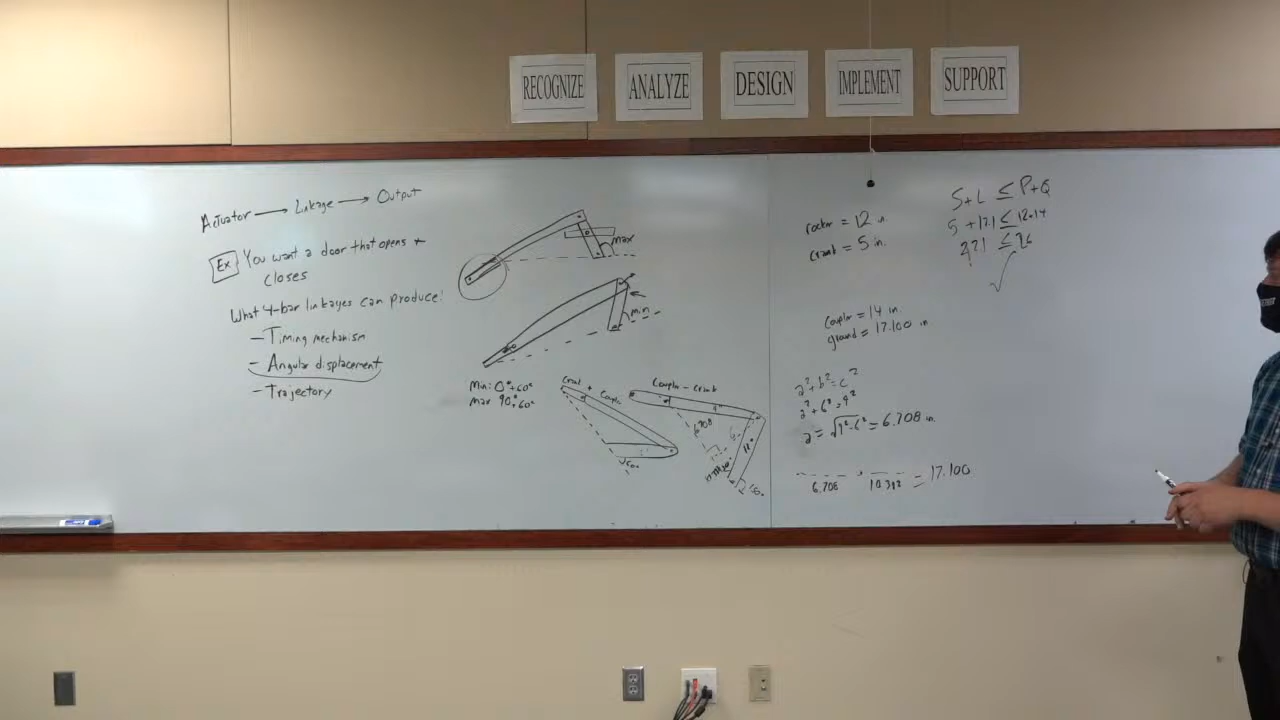 RECOGNIZE
ANALYZE
DESIGN
IMPLEMENT
SUPPORT
Actuator → Linkage → Output
Ex You want a door that opens +
closes
What 4-bar linkages can produce:
- Timing mechanism
- Angular displacement
- Trajectory
max
min
Min: 0°+60°
Max 90°+60°
Crank + Coupler
Coupler - crank
9"
6.708
12"
rocker = 12 in.
crank = 5 in.
coupler = 14 in
ground = 17.100 in
a²+b²=c²
a²+6²=9²
a = √9²-6² = 6.708 in.
6.708 + 10.392 = 17.100
S+L ≤ P+Q
5+17.1 ≤ 12+14
22.1 ≤ 26